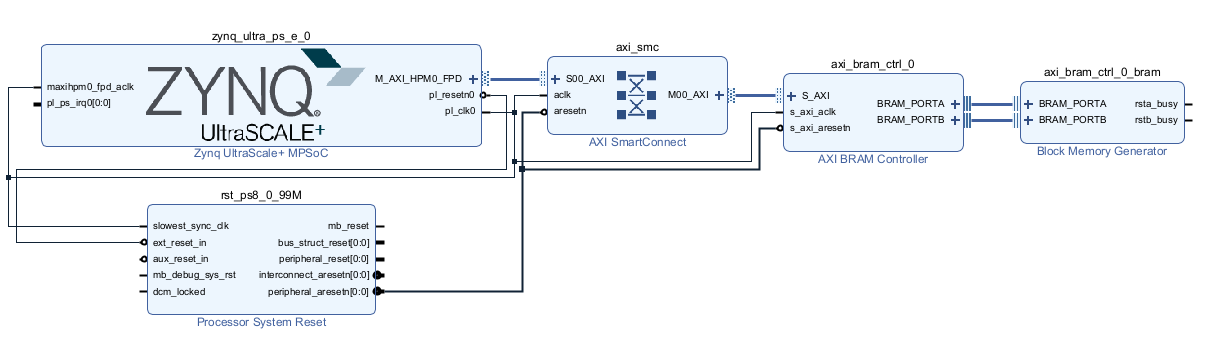 zynq_ultra_ps_e_0
maxihpm0_fpd_aclk
pl_ps_irq0[0:0]
ZYNQ®
UltraSCALE+
M_AXI_HPM0_FPD
pl_resetn0
pl_clk0
Zynq UltraScale+ MPSoC
axi_smc
S00_AXI
aclk
aresetn
M00_AXI
AXI SmartConnect
axi_bram_ctrl_0
S_AXI
s_axi_aclk
s_axi_aresetn
BRAM_PORTA
BRAM_PORTB
AXI BRAM Controller
axi_bram_ctrl_0_bram
BRAM_PORTA
BRAM_PORTB
rsta_busy
rstb_busy
Block Memory Generator
rst_ps8_0_99M
slowest_sync_clk
ext_reset_in
aux_reset_in
mb_debug_sys_rst
dcm_locked
mb_reset
bus_struct_reset[0:0]
peripheral_reset[0:0]
interconnect_aresetn[0:0]
peripheral_aresetn[0:0]
Processor System Reset